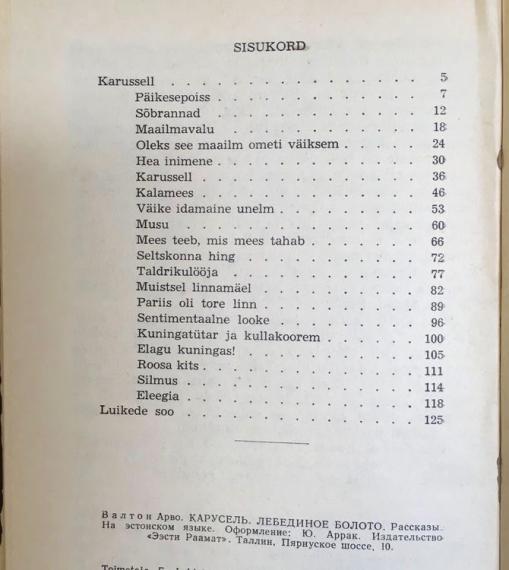 SISUKORD
Karussell . . . . . . . . . . . . . . . 5
Päikesepoiss . . . . . . . . . . . . . 7
Sõbrannad . . . . . . . . . . . . . 12
Maailmavalu . . . . . . . . . . . . 18
Oleks see maailm ometi väiksem . . . . . 24
Hea inimene . . . . . . . . . . . . . 30
Karussell . . . . . . . . . . . . . . 36
Kalamees . . . . . . . . . . . . . 46
Väike idamaine unelm . . . . . . . . . 53
Musu . . . . . . . . . . . . . . 60
Mees teeb, mis mees tahab . . . . . . . 66
Seltskonna hing . . . . . . . . . . . 72
Taldrikulööja . . . . . . . . . . . . 77
Muistsel linnamäel . . . . . . . . . . 82
Pariis oli tore linn . . . . . . . . . . 89
Sentimentaalne looke . . . . . . . . . 96
Kuningatütar ja kullakoorem . . . . . . 100
Elagu kuningas! . . . . . . . . . . . 105
Roosa kits . . . . . . . . . . . . . . 111
Silmus . . . . . . . . . . . . . . 114
Eleegia . . . . . . . . . . . . . . 118
Luikede soo . . . . . . . . . . . . . . 125
Валтон Арво. КАРУСЕЛЬ. ЛЕБЕДИНОЕ БОЛОТО. Рассказы.
На эстонском языке. Оформление: Ю. Аррак. Издательство
«Ээсти Раамат». Таллин, Пярнуское шоссе, 10.